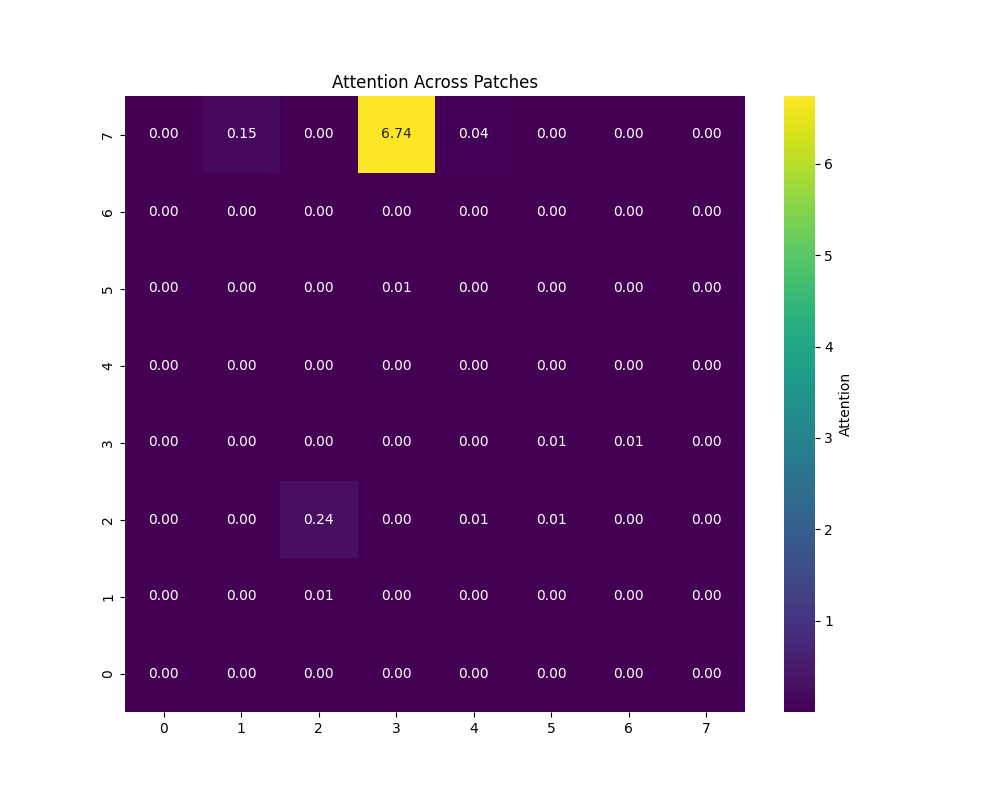 Attention Across Patches
7 0.00 0.15 0.00 6.74 0.04 0.00 0.00 0.00
6 0.00 0.00 0.00 0.00 0.00 0.00 0.00 0.00
5 0.00 0.00 0.00 0.01 0.00 0.00 0.00 0.00
4 0.00 0.00 0.00 0.00 0.00 0.00 0.00 0.00
3 0.00 0.00 0.00 0.00 0.00 0.01 0.01 0.00
2 0.00 0.00 0.24 0.00 0.01 0.01 0.00 0.00
1 0.00 0.00 0.01 0.00 0.00 0.00 0.00 0.00
0 0.00 0.00 0.00 0.00 0.00 0.00 0.00 0.00
0 1 2 3 4 5 6 7
6
5
4
3
2
1
Attention